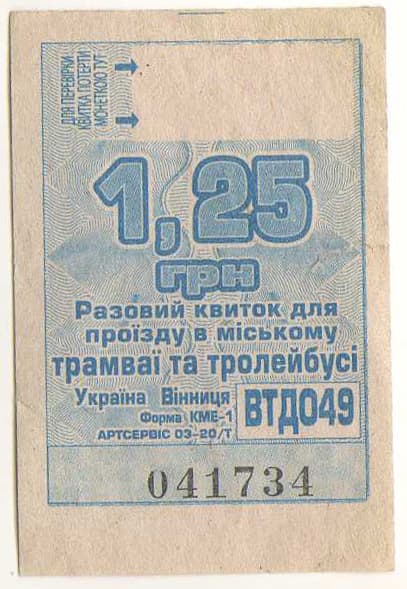 ДЛЯ ПЕРЕВІРКИ
КВИТКА ПОТЕРТИ
МОНЕТКОЮ ТУТ
1,25
грн
Разовий квиток для
проїзду в міському
трамваї та тролейбусі
Україна Вінниця
Форма КМЕ-1
АРТСЕРВІС 03-20/Т
ВТДО49
041734